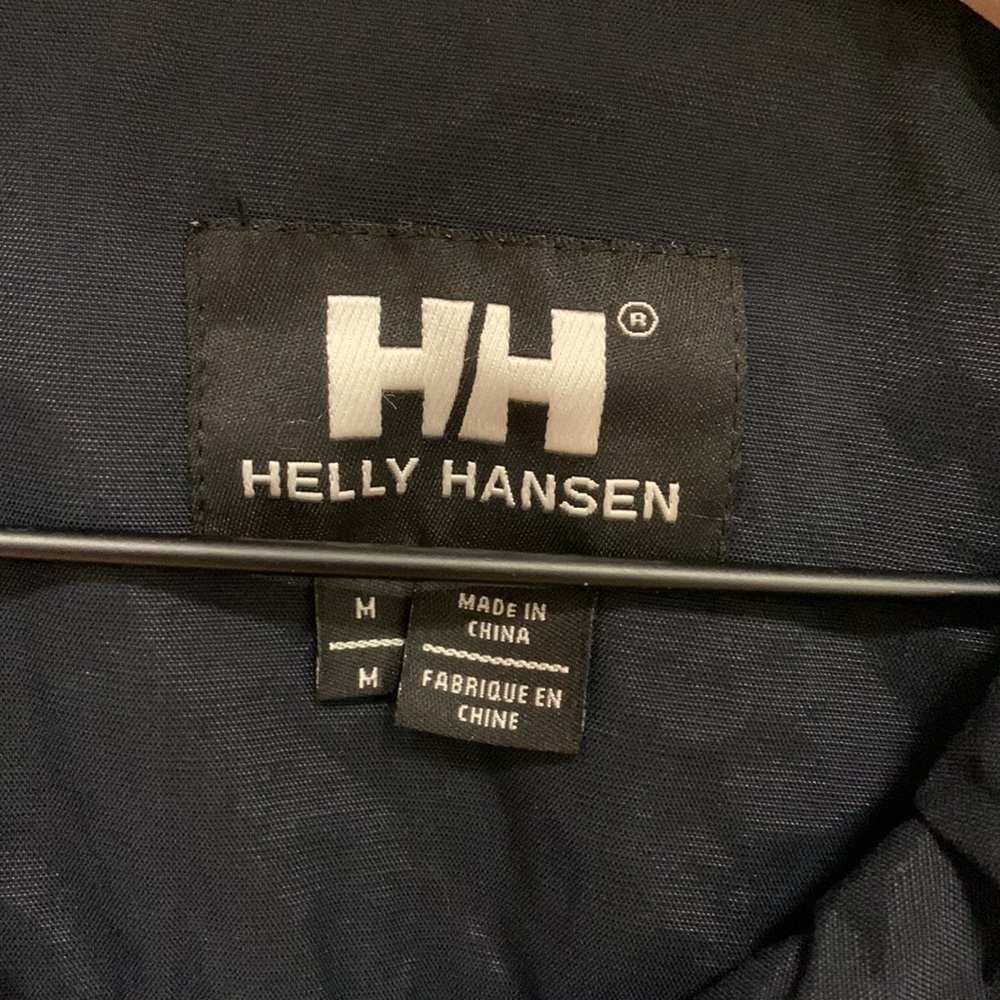 HH®
HELLY HANSEN
M
M
MADE IN
CHINA
FABRIQUE EN
CHINE